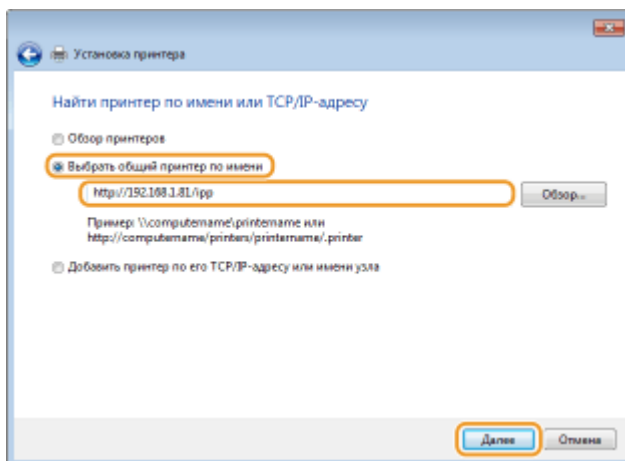 Установка принтера
Найти принтер по имени или TCP/IP-адресу
Обзор принтеров
Выбрать общий принтер по имени
http://192.168.1.81/ipp
Обзор...
Пример: \\computername\printername или
http://computername/printers/printername/.printer
Добавить принтер по его TCP/IP-адресу или имени узла
Далее
Отмена